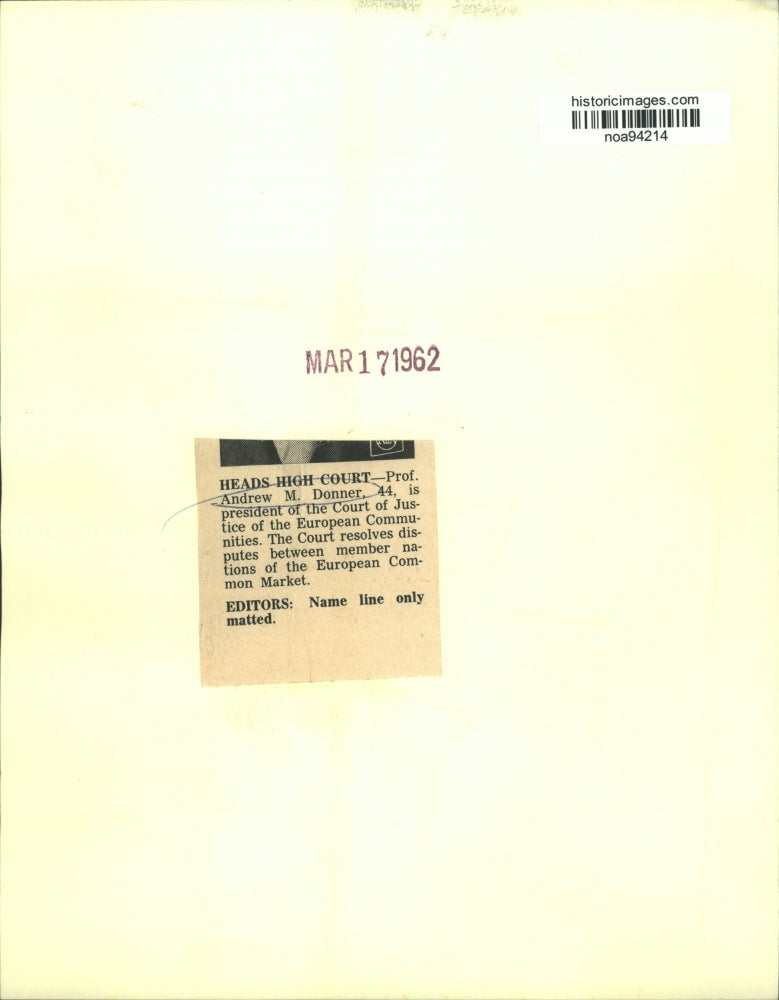 historicimages.com
noa94214
MAR 17 1962
HEADS HIGH COURT—Prof.
Andrew M. Donner, 44, is
president of the Court of Jus-
tice of the European Commu-
nities. The Court resolves dis-
putes between member na-
tions of the European Com-
mon Market.
EDITORS: Name line only
matted.